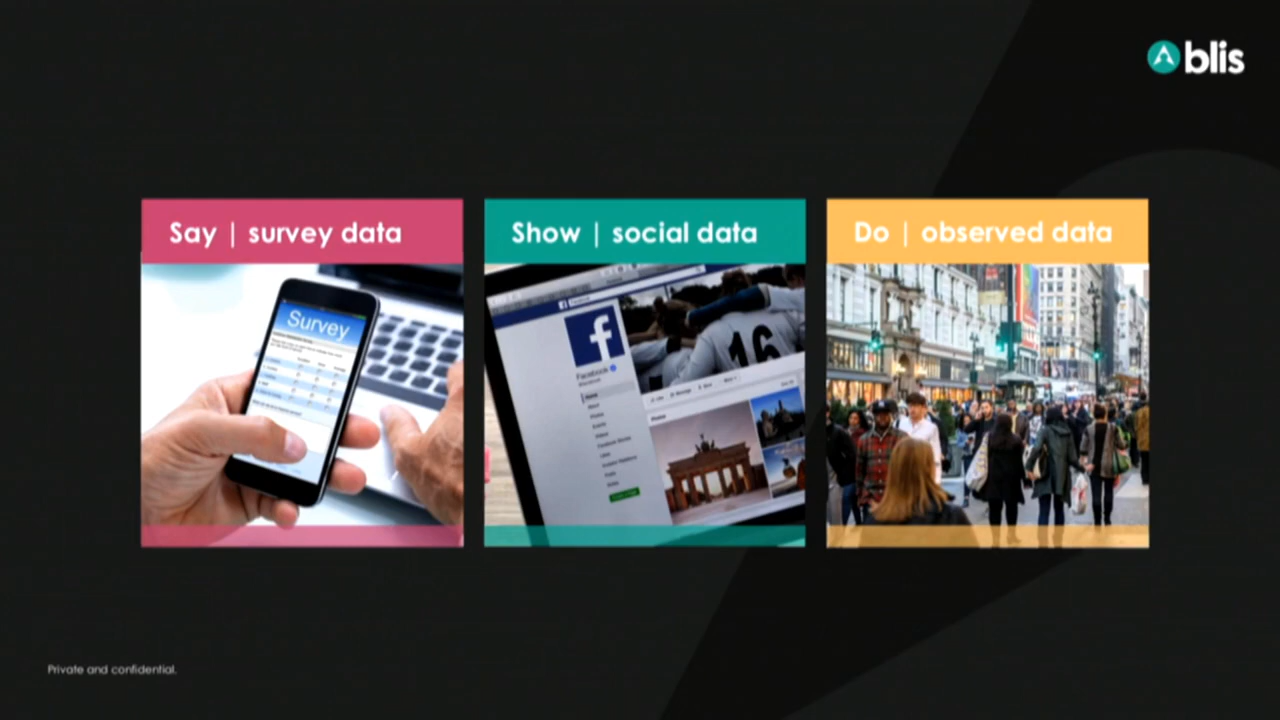 blis
Say | survey data
Show | social data
Do | observed data
Survey
Facebook
16
Private and confidential.